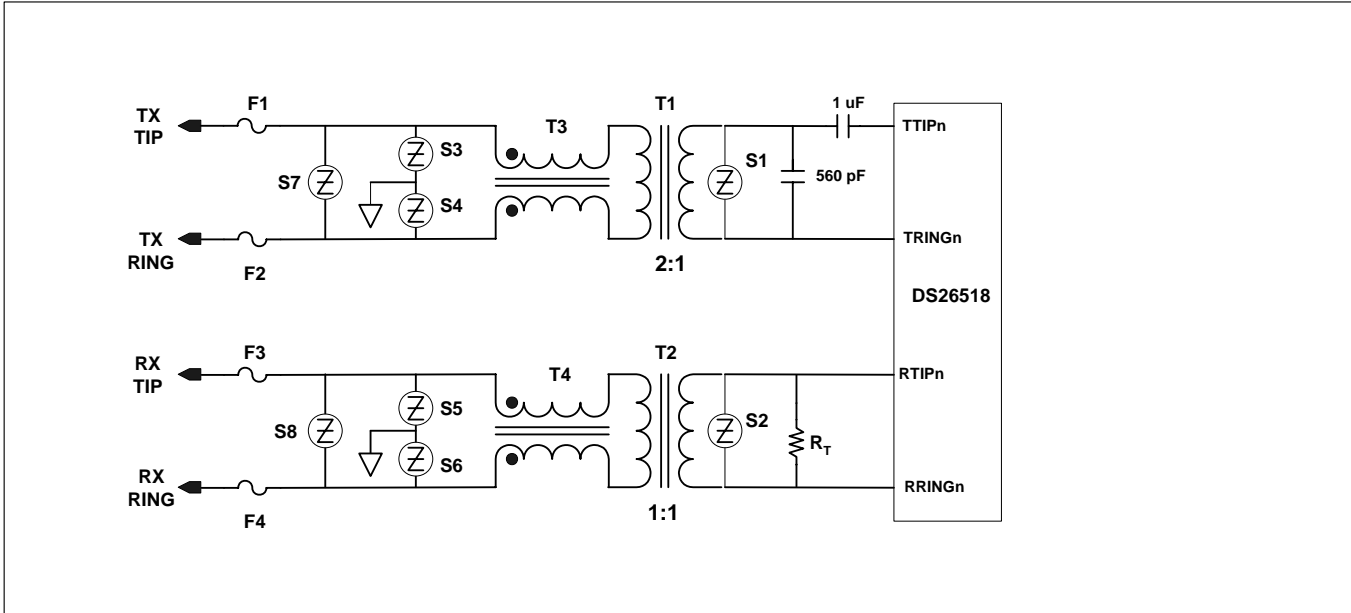 TX
TIP
F1
S7
S3
S4
T3
T1
S1
1 uF
560 pF
TTIPn
TX
RING
F2
2:1
TRINGn
DS26518
RX
TIP
F3
S8
S5
S6
T4
T2
S2
RT
RTIPn
RX
RING
F4
1:1
RRINGn